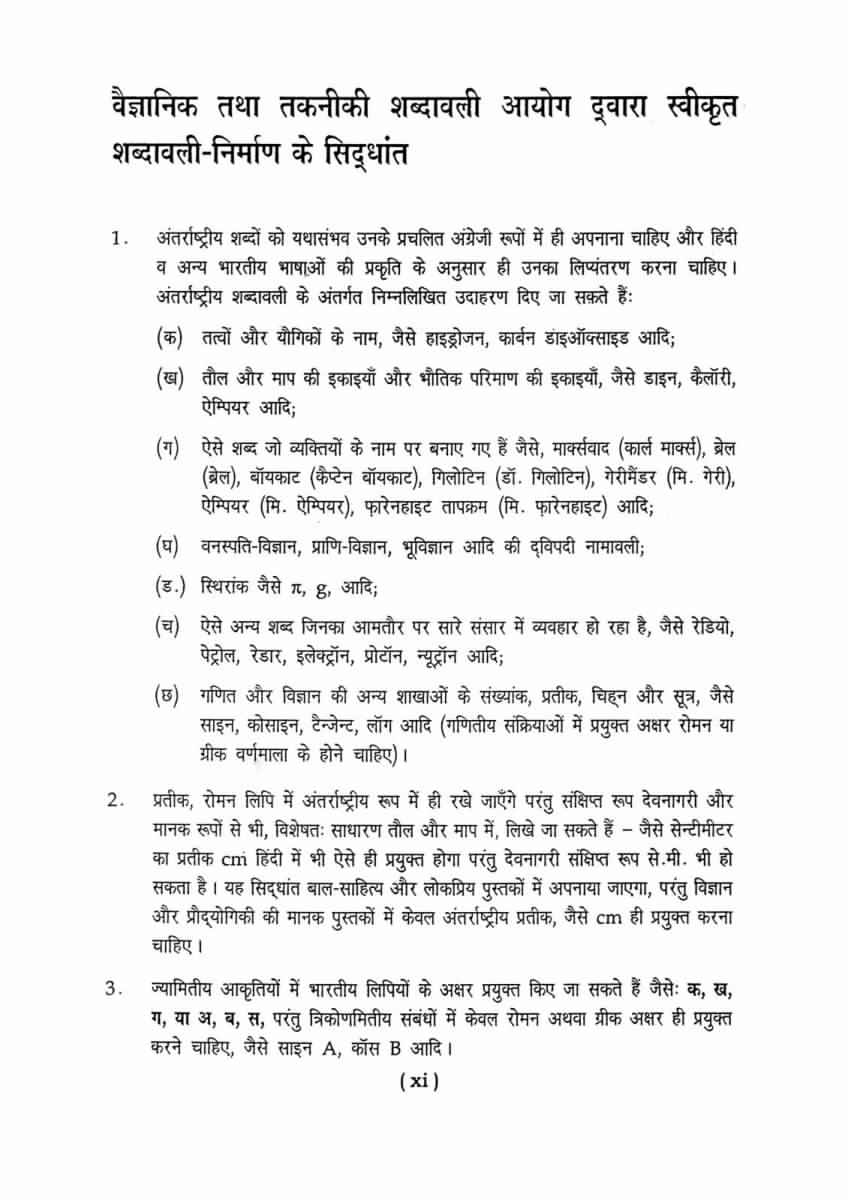 वैज्ञानिक तथा तकनीकी शब्दावली आयोग द्‌वारा स्वीकृत
शब्दावली-निर्माण के सिद्‌धांत
1. अंतर्राष्ट्रीय शब्दों को यथासंभव उनके प्रचलित अंग्रेजी रूपों में ही अपनाना चाहिए और हिंदी
व अन्य भारतीय भाषाओं की प्रकृति के अनुसार ही उनका लिप्यंतरण करना चाहिए।
अंतर्राष्ट्रीय शब्दावली के अंतर्गत निम्नलिखित उदाहरण दिए जा सकते हैंः
(क) तत्वों और यौगिकों के नाम, जैसे हाइड्रोजन, कार्बन डाइऑक्साइड आदि;
(ख) तौल और माप की इकाइयाँ और भौतिक परिमाण की इकाइयाँ, जैसे डाइन, कैलॉरी,
ऐम्पियर आदि;
(ग) ऐसे शब्द जो व्यक्तियों के नाम पर बनाए गए हैं जैसे, मार्क्सवाद (कार्ल मार्क्स), ब्रेल
(ब्रेल), बॉयकाट (कैप्टेन बॉयकाट), गिलोटिन (डॉ. गिलोटिन), गेरीमैंडर (मि. गेरी),
ऐम्पियर (मि. ऐम्पियर), फ़ारेनहाइट तापक्रम (मि. फ़ारेनहाइट) आदि;
(घ) वनस्पति-विज्ञान, प्राणि-विज्ञान, भूविज्ञान आदि की द्‌विपदी नामावली;
(ड.) स्थिरांक जैसे π, g, आदि;
(च) ऐसे अन्य शब्द जिनका आमतौर पर सारे संसार में व्यवहार हो रहा है, जैसे रेडियो,
पेट्रोल, रेडार, इलेक्ट्रॉन, प्रोटॉन, न्यूट्रॉन आदि;
(छ) गणित और विज्ञान की अन्य शाखाओं के संख्यांक, प्रतीक, चिह्‌न और सूत्र, जैसे
साइन, कोसाइन, टैन्जेन्ट, लॉग आदि (गणितीय संक्रियाओं में प्रयुक्त अक्षर रोमन या
ग्रीक वर्णमाला के होने चाहिए)।
2. प्रतीक, रोमन लिपि में अंतर्राष्ट्रीय रूप में ही रखे जाएँगे परंतु संक्षिप्त रूप देवनागरी और
मानक रूपों से भी, विशेषतः साधारण तौल और माप में, लिखे जा सकते हैं – जैसे सेन्टीमीटर
का प्रतीक cm हिंदी में भी ऐसे ही प्रयुक्त होगा परंतु देवनागरी संक्षिप्त रूप से.मी. भी हो
सकता है। यह सिद्‌धांत बाल-साहित्य और लोकप्रिय पुस्तकों में अपनाया जाएगा, परंतु विज्ञान
और प्रौद्‌योगिकी की मानक पुस्तकों में केवल अंतर्राष्ट्रीय प्रतीक, जैसे cm ही प्रयुक्त करना
चाहिए।
3. ज्यामितीय आकृतियों में भारतीय लिपियों के अक्षर प्रयुक्त किए जा सकते हैं जैसेः क, ख,
ग, या अ, ब, स, परंतु त्रिकोणमितीय संबंधों में केवल रोमन अथवा ग्रीक अक्षर ही प्रयुक्त
करने चाहिए, जैसे साइन A, कॉस B आदि।
(xi)